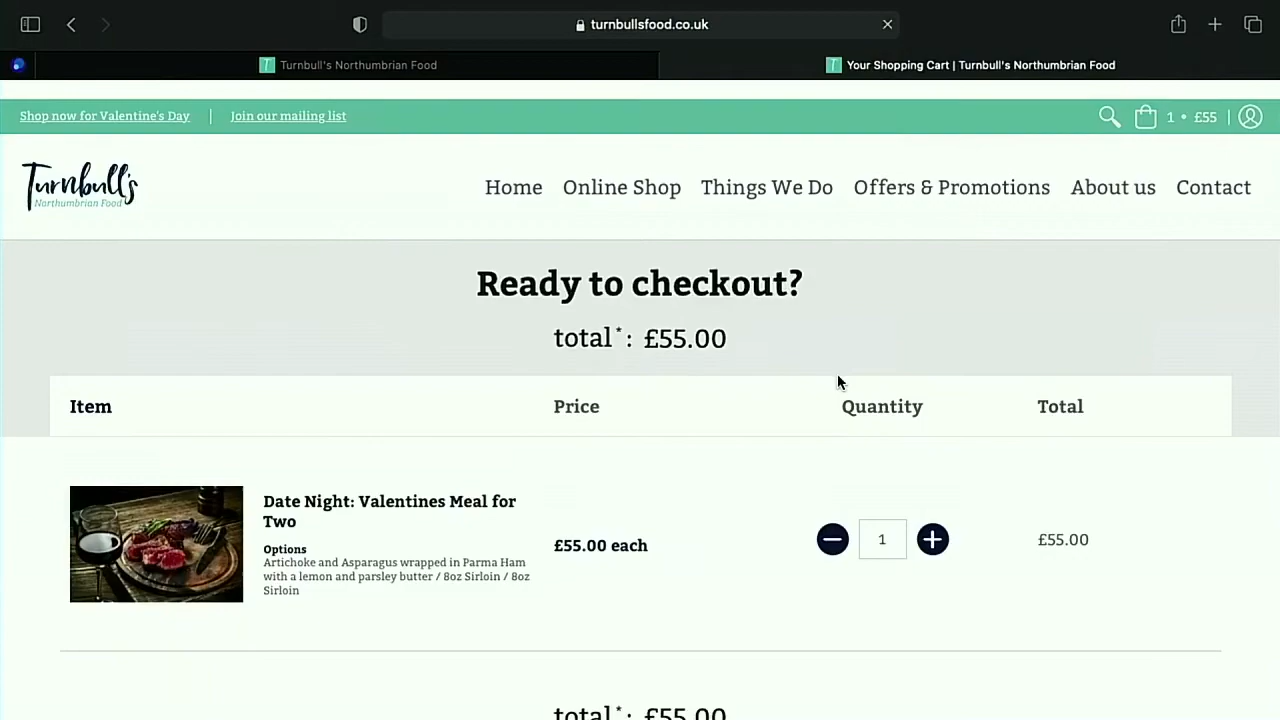 turnbullsfood.co.uk
Turnbull's Northumbrian Food
Your Shopping Cart | Turnbull's Northumbrian Food
Shop now for Valentine's Day | Join our mailing list
1 • £55 |
Turnbull's
Northumbrian Food
Home Online Shop Things We Do Offers & Promotions About us Contact
Ready to checkout?
total*: £55.00
Item Price Quantity Total
Date Night: Valentines Meal for
Two
Options
Artichoke and Asparagus wrapped in Parma Ham
with a lemon and parsley butter / 8oz Sirloin / 8oz
Sirloin
£55.00 each
1
£55.00
total*: £55.00